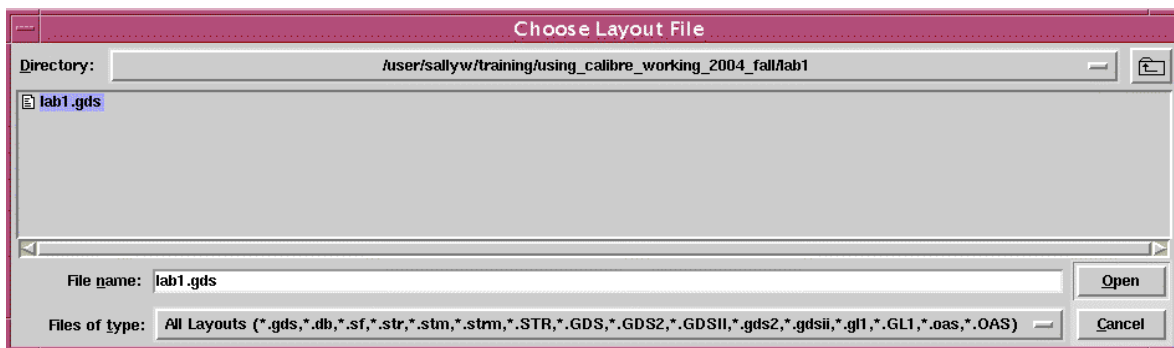 Choose Layout File
Directory: /user/sallyw/training/using_calibre_working_2004_fall/lab1
lab1.gds
File name: lab1.gds Open
Files of type: All Layouts (*.gds,*.db,*.sf,*.str,*.stm,*.strm,*.STR,*.GDS,*.GDS2,*.GDSII,*.gds2,*.gdsii,*.gl1,*.GL1,*.oas,*.OAS) Cancel